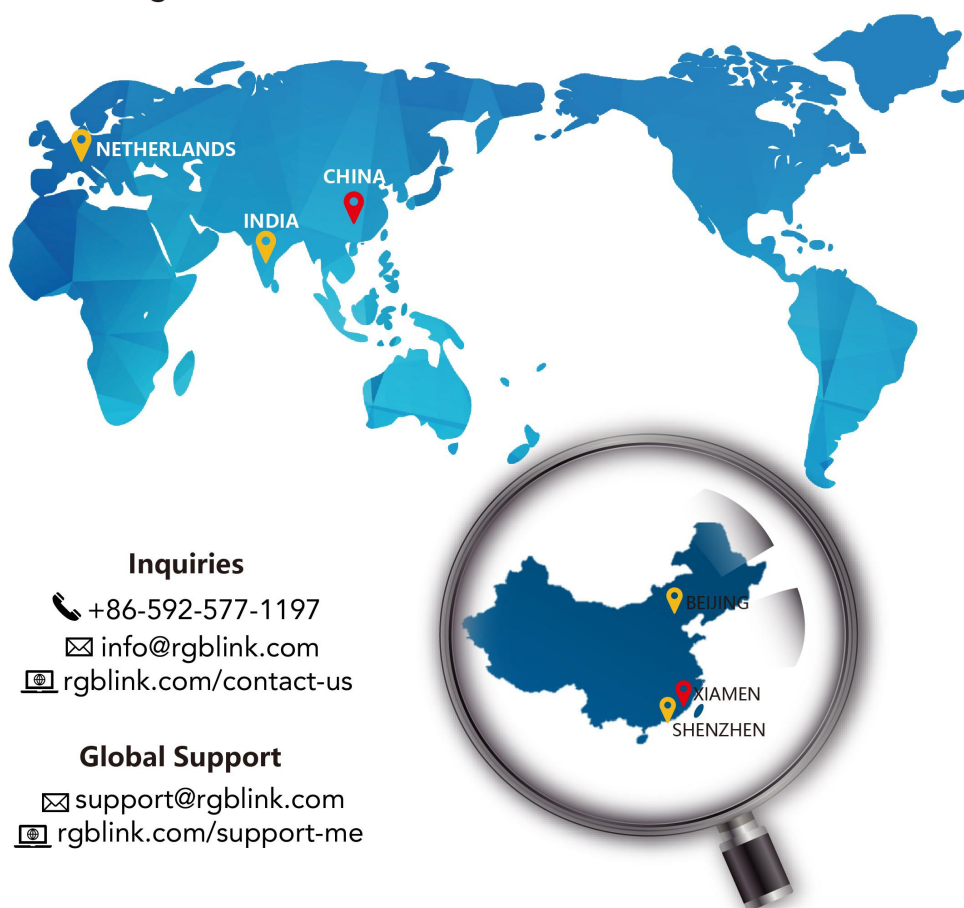 NETHERLANDS
CHINA
INDIA
Inquiries
+86-592-577-1197
info@rgblink.com
rgblink.com/contact-us
Global Support
support@rgblink.com
rgblink.com/support-me
BEIJING
XIAMEN
SHENZHEN